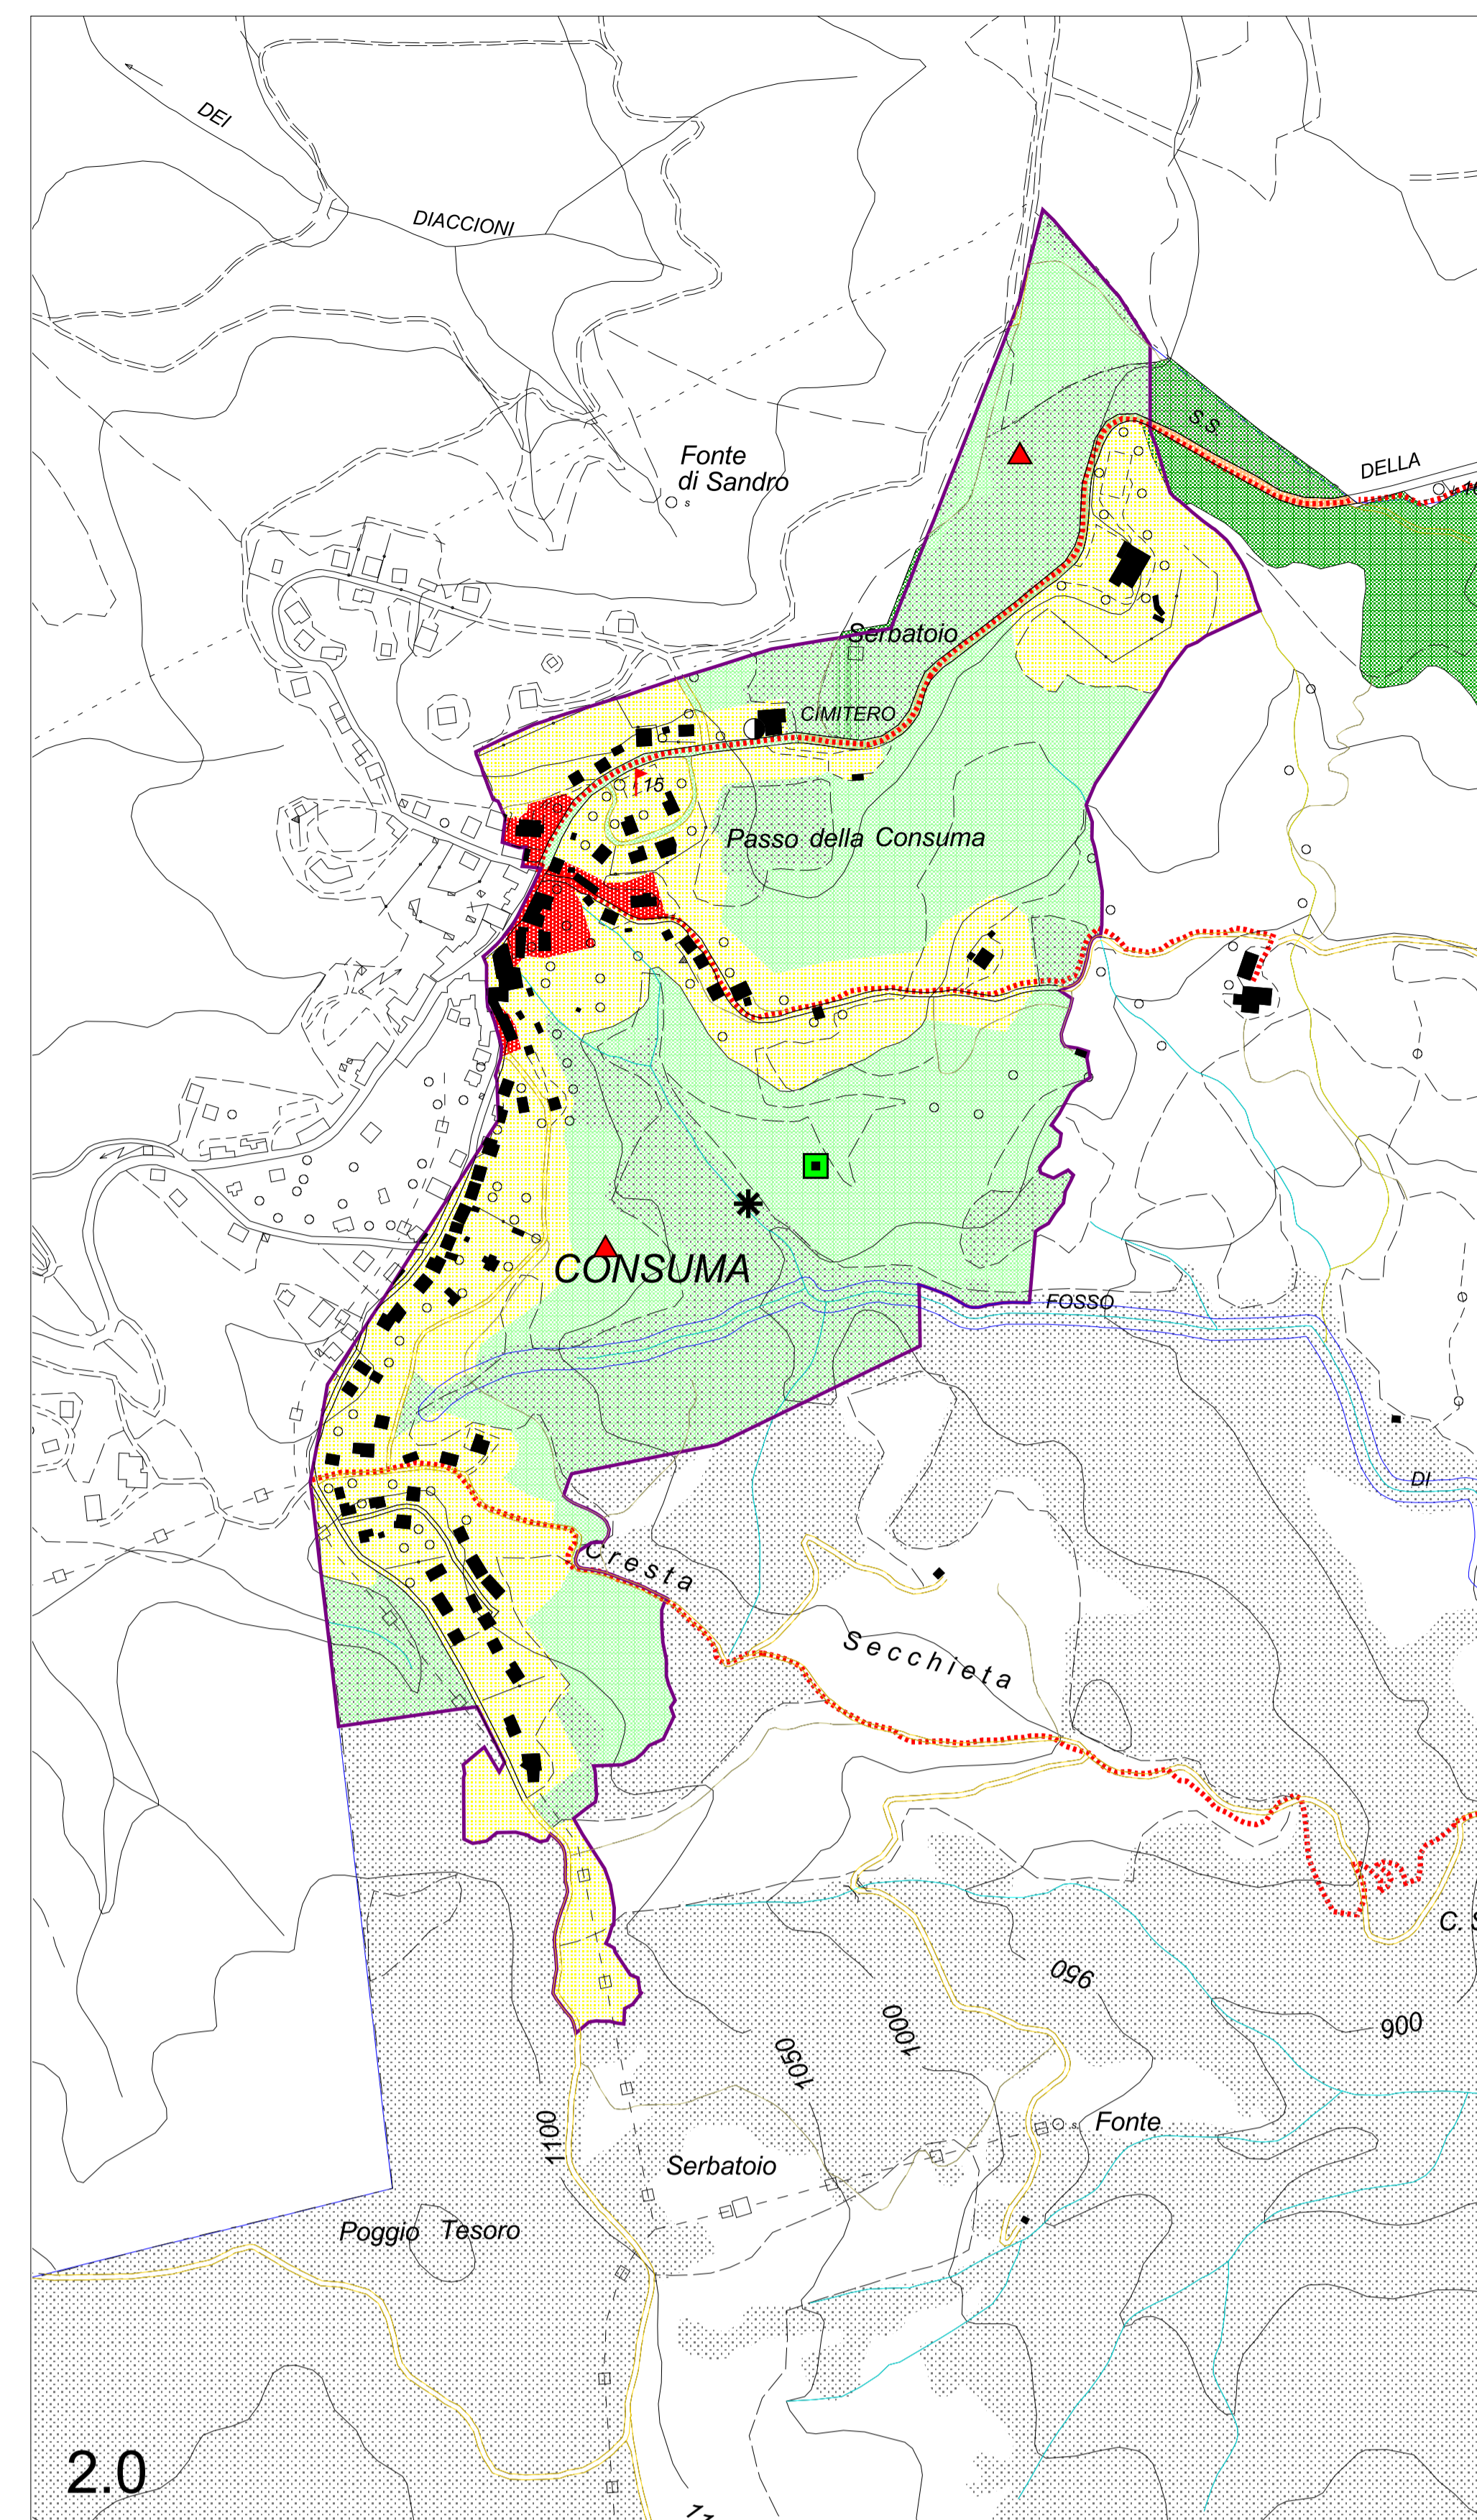 DEI
DIACCIONI
S.S.
DELLA
Fonte
di Sandro
Serbatoio
CIMITERO
15
Passo della Consuma
CONSUMA
FOSSO
DI
Cresta
Secchieta
C.
950
900
1000
1050
1100
Fonte
Serbatoio
Poggio Tesoro
2.0